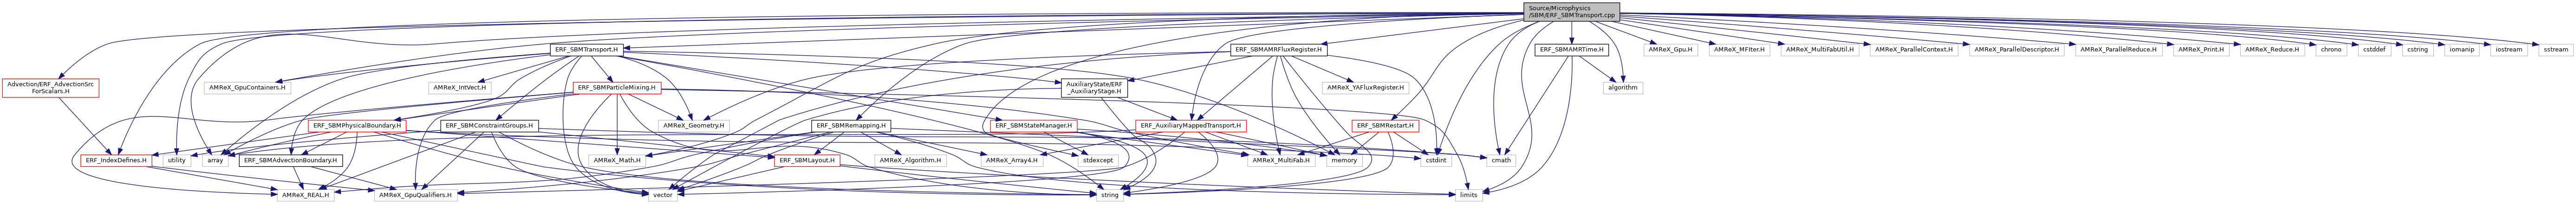 Source/Microphysics
/SBM/ERF_SBMTransport.cpp
ERF_SBMTransport.H
ERF_SBMAMRFluxRegister.H
ERF_SBMAMRTime.H
AMReX_Gpu.H
AMReX_MFIter.H
AMReX_MultiFabUtil.H
AMReX_ParallelContext.H
AMReX_ParallelDescriptor.H
AMReX_ParallelReduce.H
AMReX_Print.H
AMReX_Reduce.H
chrono
cstddef
cstring
iomanip
iostream
sstream
Advection/ERF_AdvectionSrc
ForScalars.H
AMReX_GpuContainers.H
AMReX_IntVect.H
ERF_SBMParticleMixing.H
AuxiliaryState/ERF
_AuxiliaryStage.H
AMReX_YAFluxRegister.H
algorithm
ERF_SBMPhysicalBoundary.H
ERF_SBMConstraintGroups.H
AMReX_Geometry.H
ERF_SBMRemapping.H
ERF_SBMStateManager.H
ERF_AuxiliaryMappedTransport.H
ERF_SBMRestart.H
ERF_IndexDefines.H
utility
array
ERF_SBMAdvectionBoundary.H
AMReX_Math.H
ERF_SBMLayout.H
AMReX_Algorithm.H
AMReX_Array4.H
stdexcept
AMReX_MultiFab.H
memory
cstdint
cmath
AMReX_REAL.H
AMReX_GpuQualifiers.H
vector
string
limits